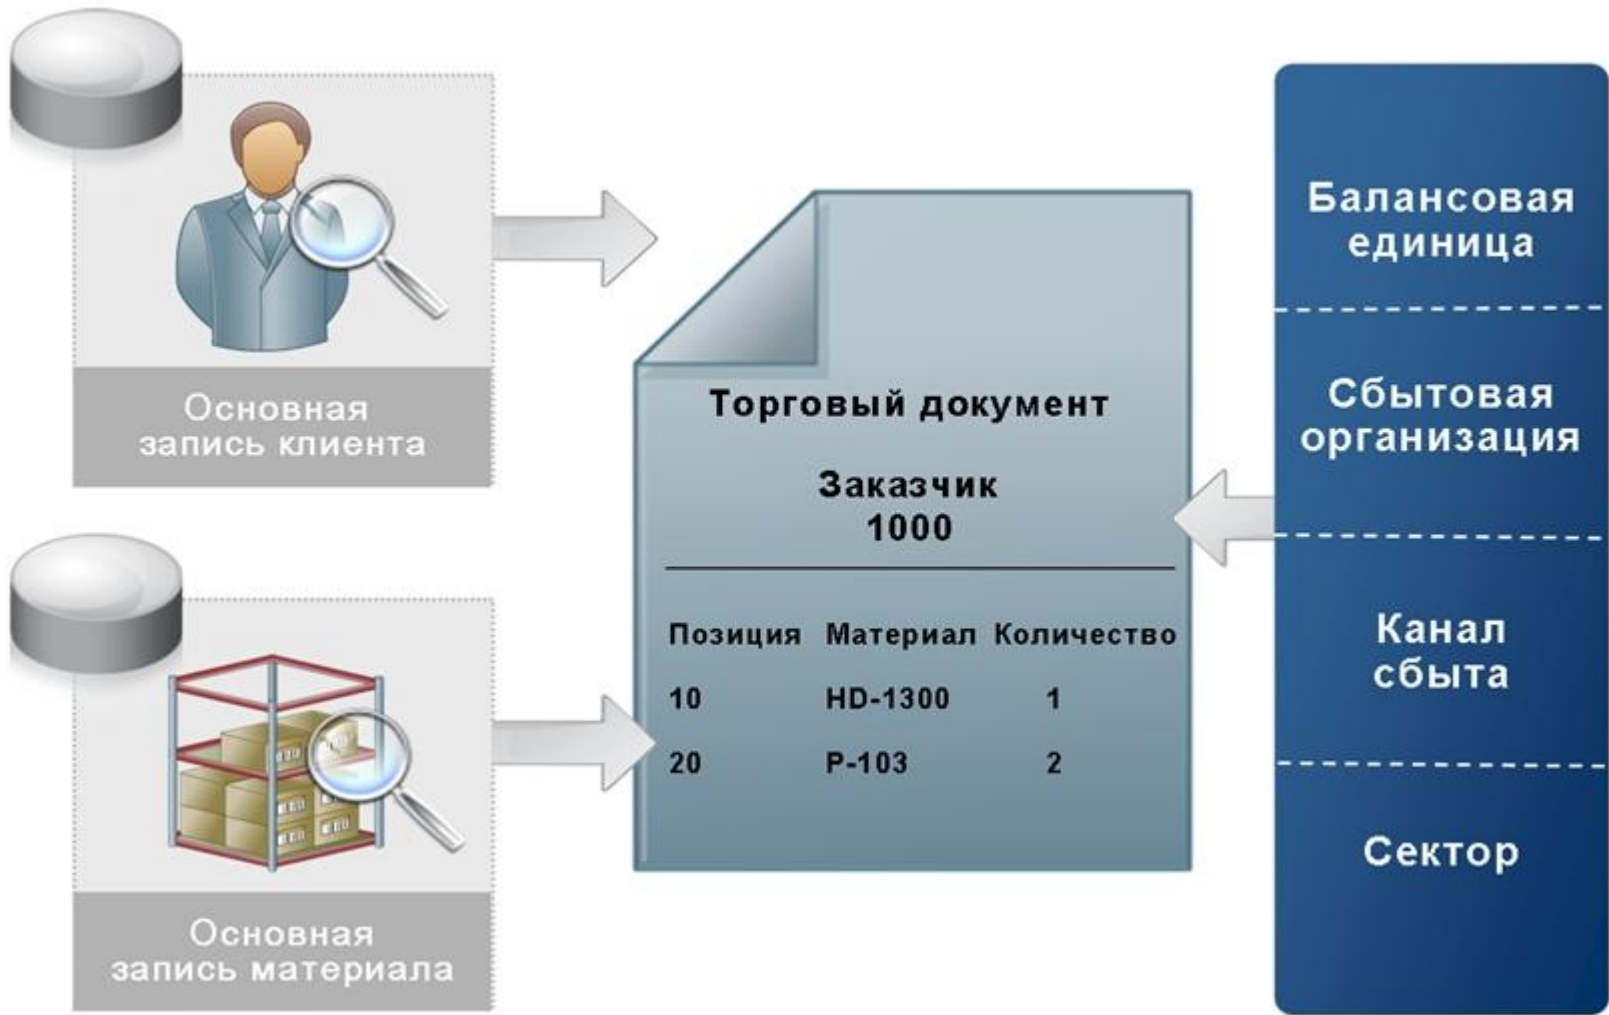 Основная
запись клиента
Основная
запись материала
Торговый документ
Заказчик
1000
Позиция Материал Количество
10 HD-1300 1
20 P-103 2
Балансовая
единица
Сбытовая
организация
Канал
сбыта
Сектор